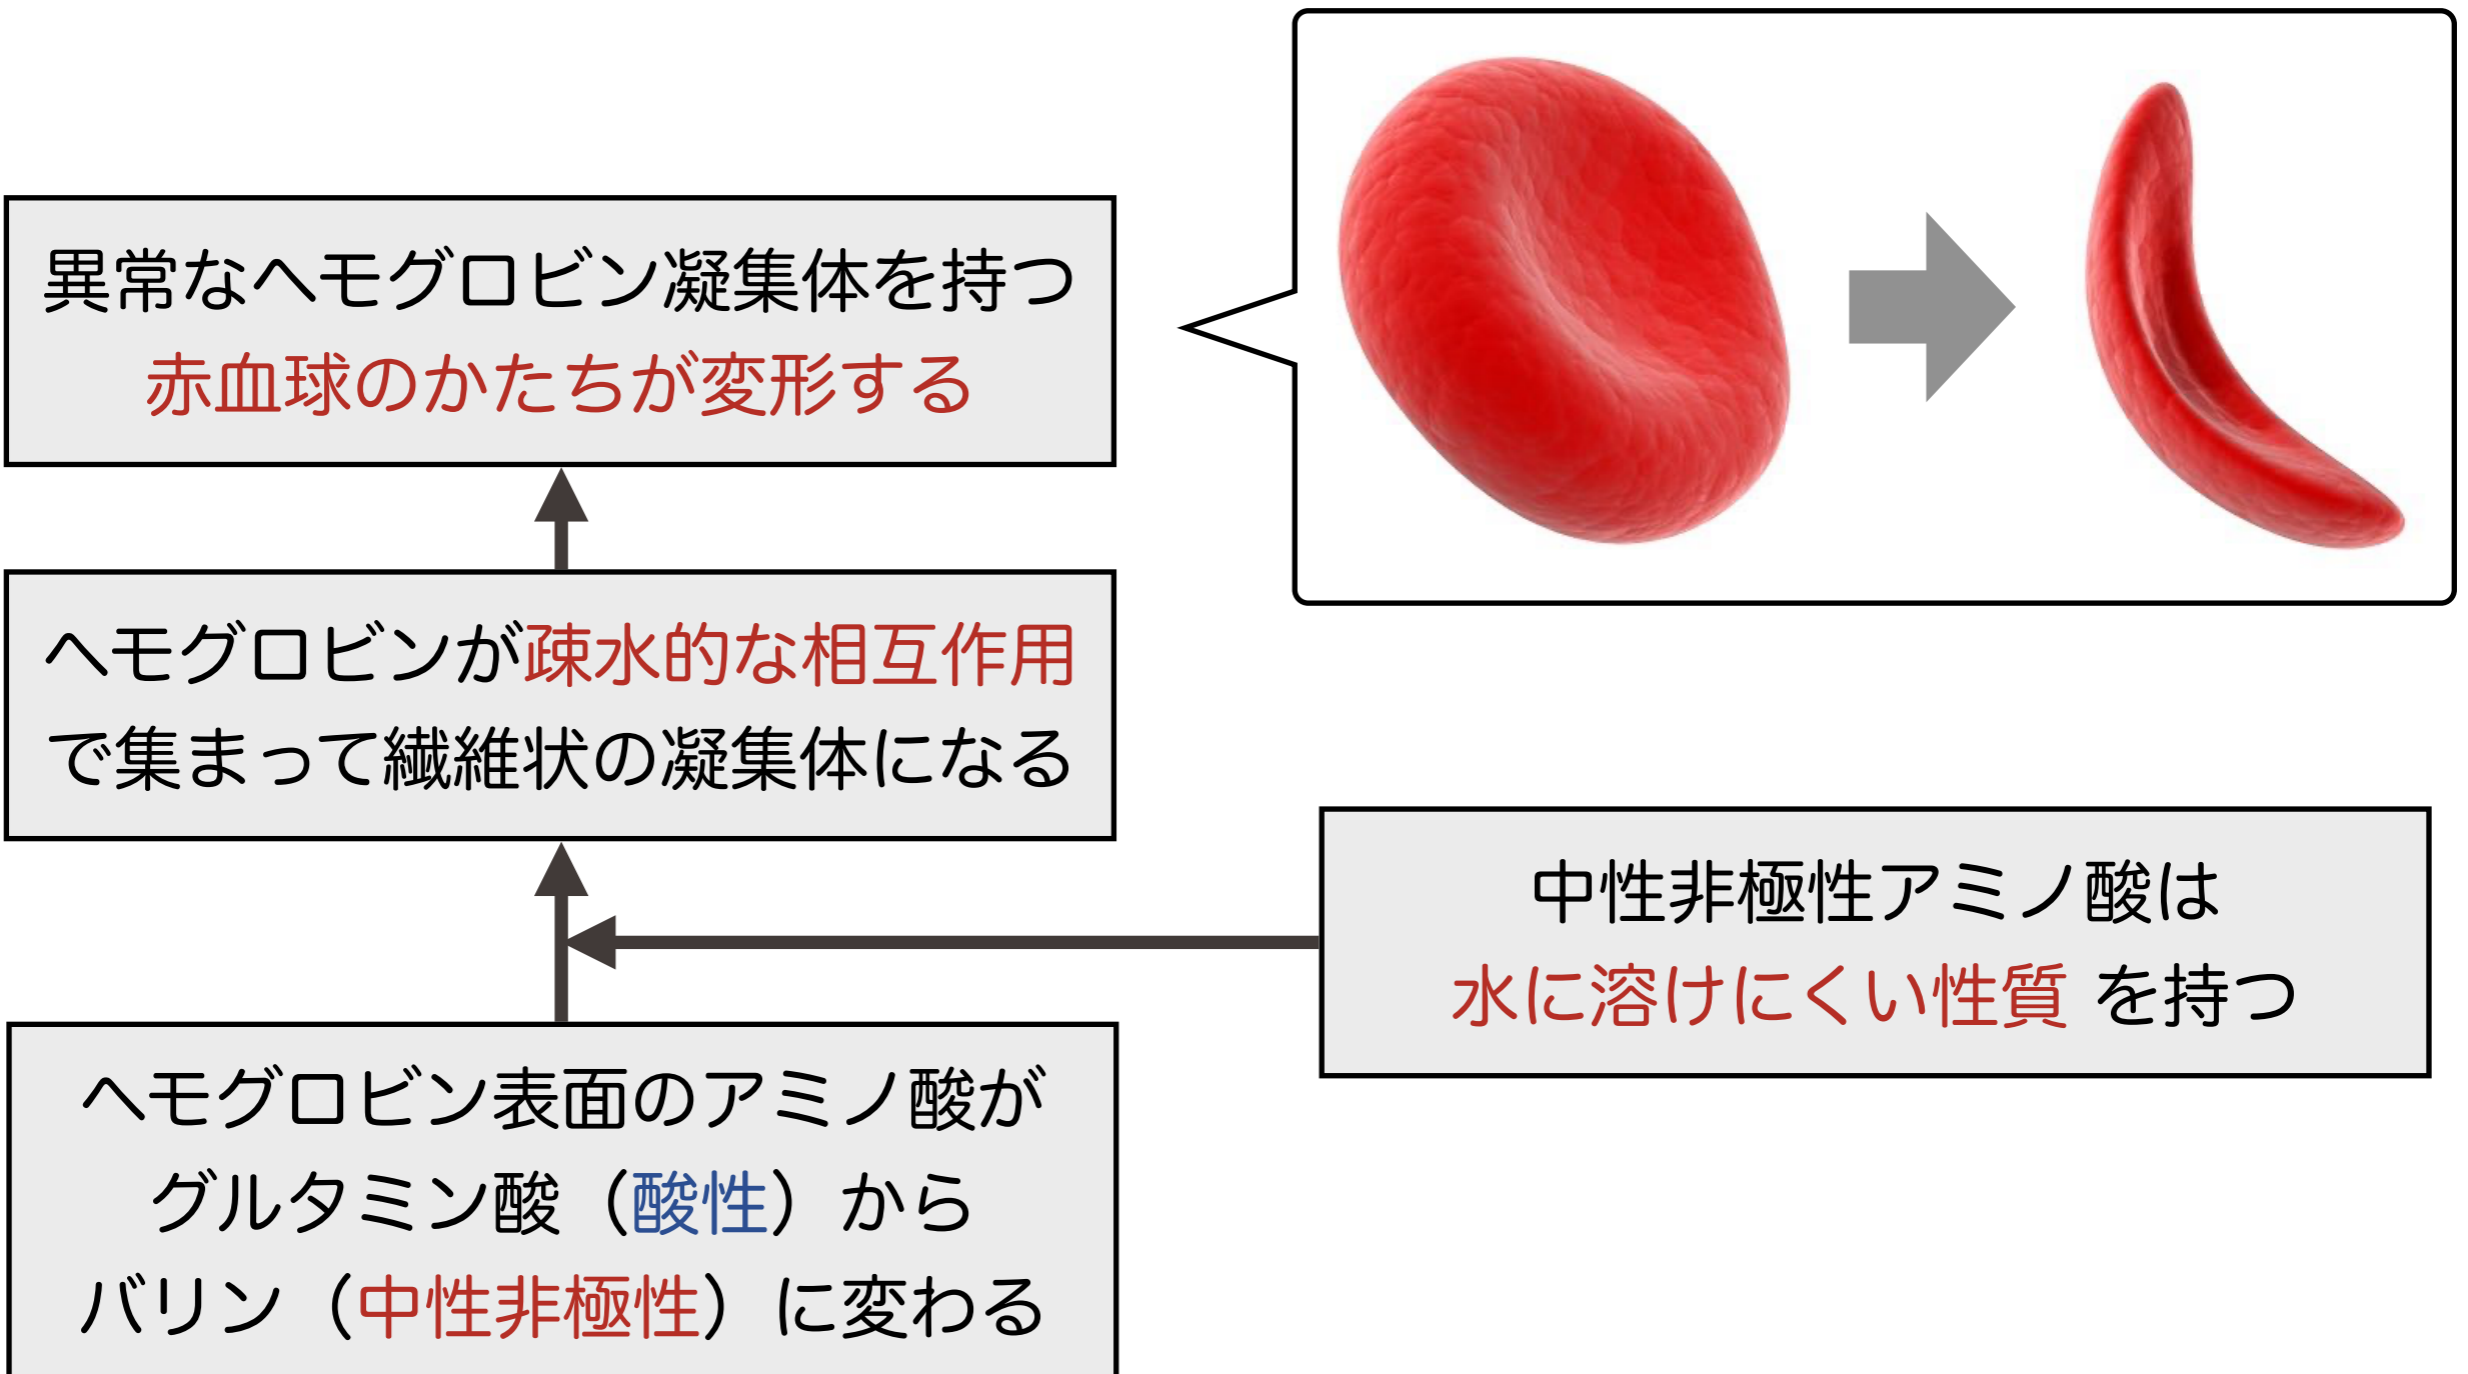 異常なヘモグロビン凝集体を持つ
赤血球のかたちが変形する
ヘモグロビンが疎水的な相互作用
で集まって繊維状の凝集体になる
中性非極性アミノ酸は
水に溶けにくい性質 を持つ
ヘモグロビン表面のアミノ酸が
グルタミン酸（酸性）から
バリン（中性非極性）に変わる